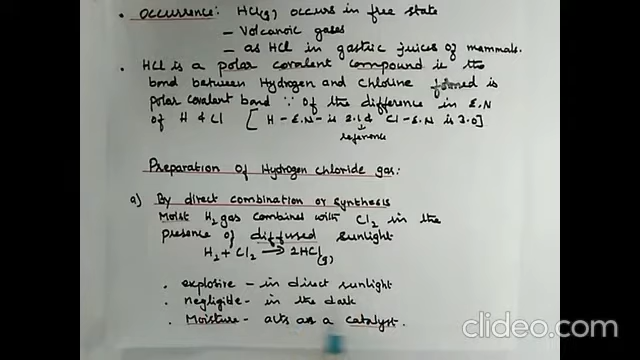 • Occurrence: HCl(g) occurs in free state
- Volcanic gases
- as HCl in gastric juices of mammals.
• HCl is a polar covalent compound ie the
bond between Hydrogen and Chlorine formed is
polar covalent bond ∵ of the difference in E.N
of H & Cl [ H - E.N - is 2.1 & Cl - E.N is 3.0]
↓
reference
Preparation of Hydrogen chloride gas:
a) By direct combination or synthesis
Moist H₂ gas combines with Cl₂ in the
presence of diffused sunlight
H₂ + Cl₂ → 2HCl(g)
. explosive - in direct sunlight
. negligible - in the dark
. Moisture - acts as a catalyst.
clideo.com